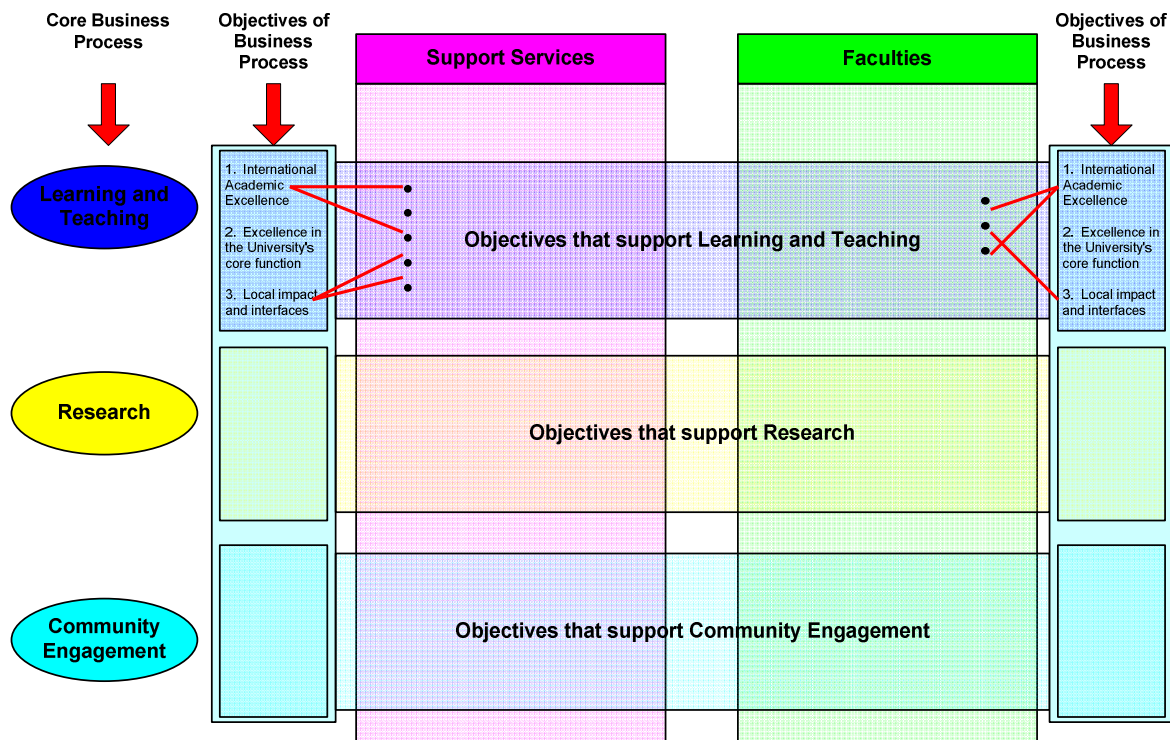 Core Business
Process
Objectives of
Business
Process
Support Services
Faculties
Objectives of
Business
Process
Learning and
Teaching
1. International
Academic
Excellence
2. Excellence in
the University's
core function
3. Local impact
and interfaces
Objectives that support Learning and Teaching
1. International
Academic
Excellence
2. Excellence in
the University's
core function
3. Local impact
and interfaces
Research
Objectives that support Research
Community
Engagement
Objectives that support Community Engagement